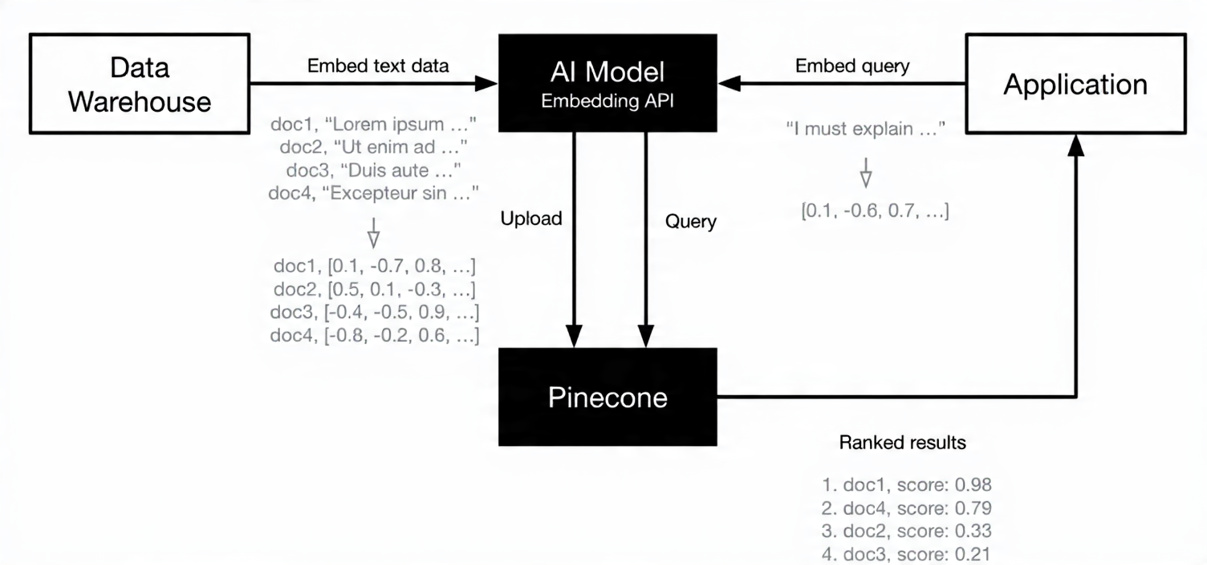 Data
Warehouse
Embed text data
AI Model
Embedding API
Embed query
Application
doc1, “Lorem ipsum ...”
doc2, “Ut enim ad ...”
doc3, “Duis aute ...”
doc4, “Excepteur sin ...”
doc1, [0.1, -0.7, 0.8, ...]
doc2, [0.5, 0.1, -0.3, ...]
doc3, [-0.4, -0.5, 0.9, ...]
doc4, [-0.8, -0.2, 0.6, ...]
Upload
Query
“I must explain ...”
[0.1, -0.6, 0.7, ...]
Pinecone
Ranked results
1. doc1, score: 0.98
2. doc4, score: 0.79
3. doc2, score: 0.33
4. doc3, score: 0.21